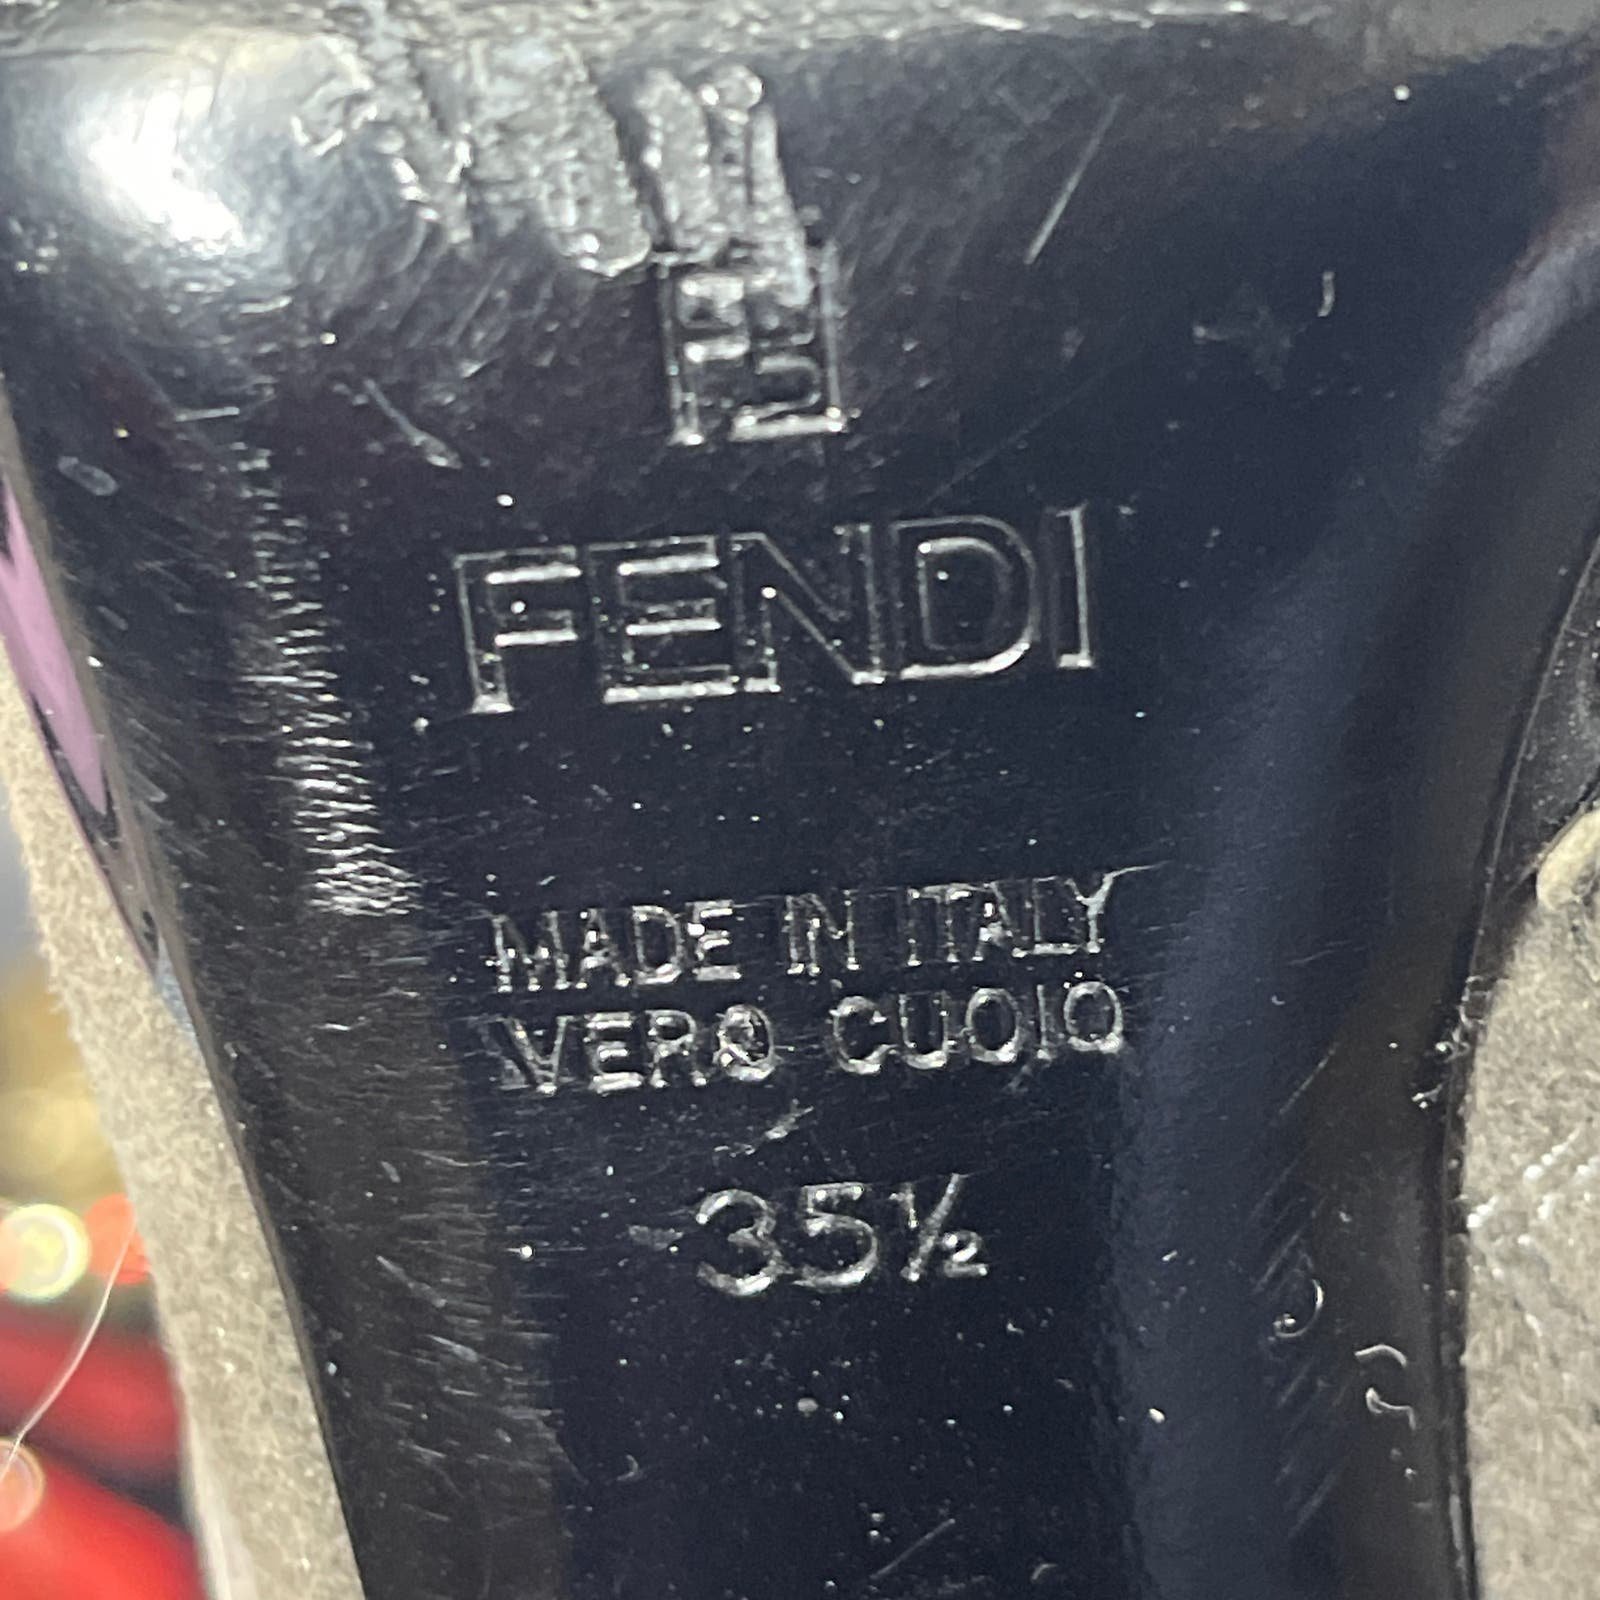 FENDI
MADE IN ITALY
VERO CUOIO
35½